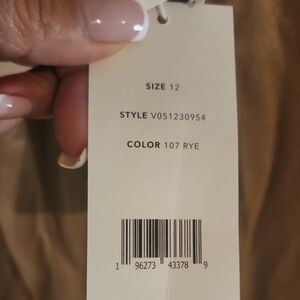 SIZE 12
STYLE V051230954
COLOR 107 RYE
1 96273 43378 9